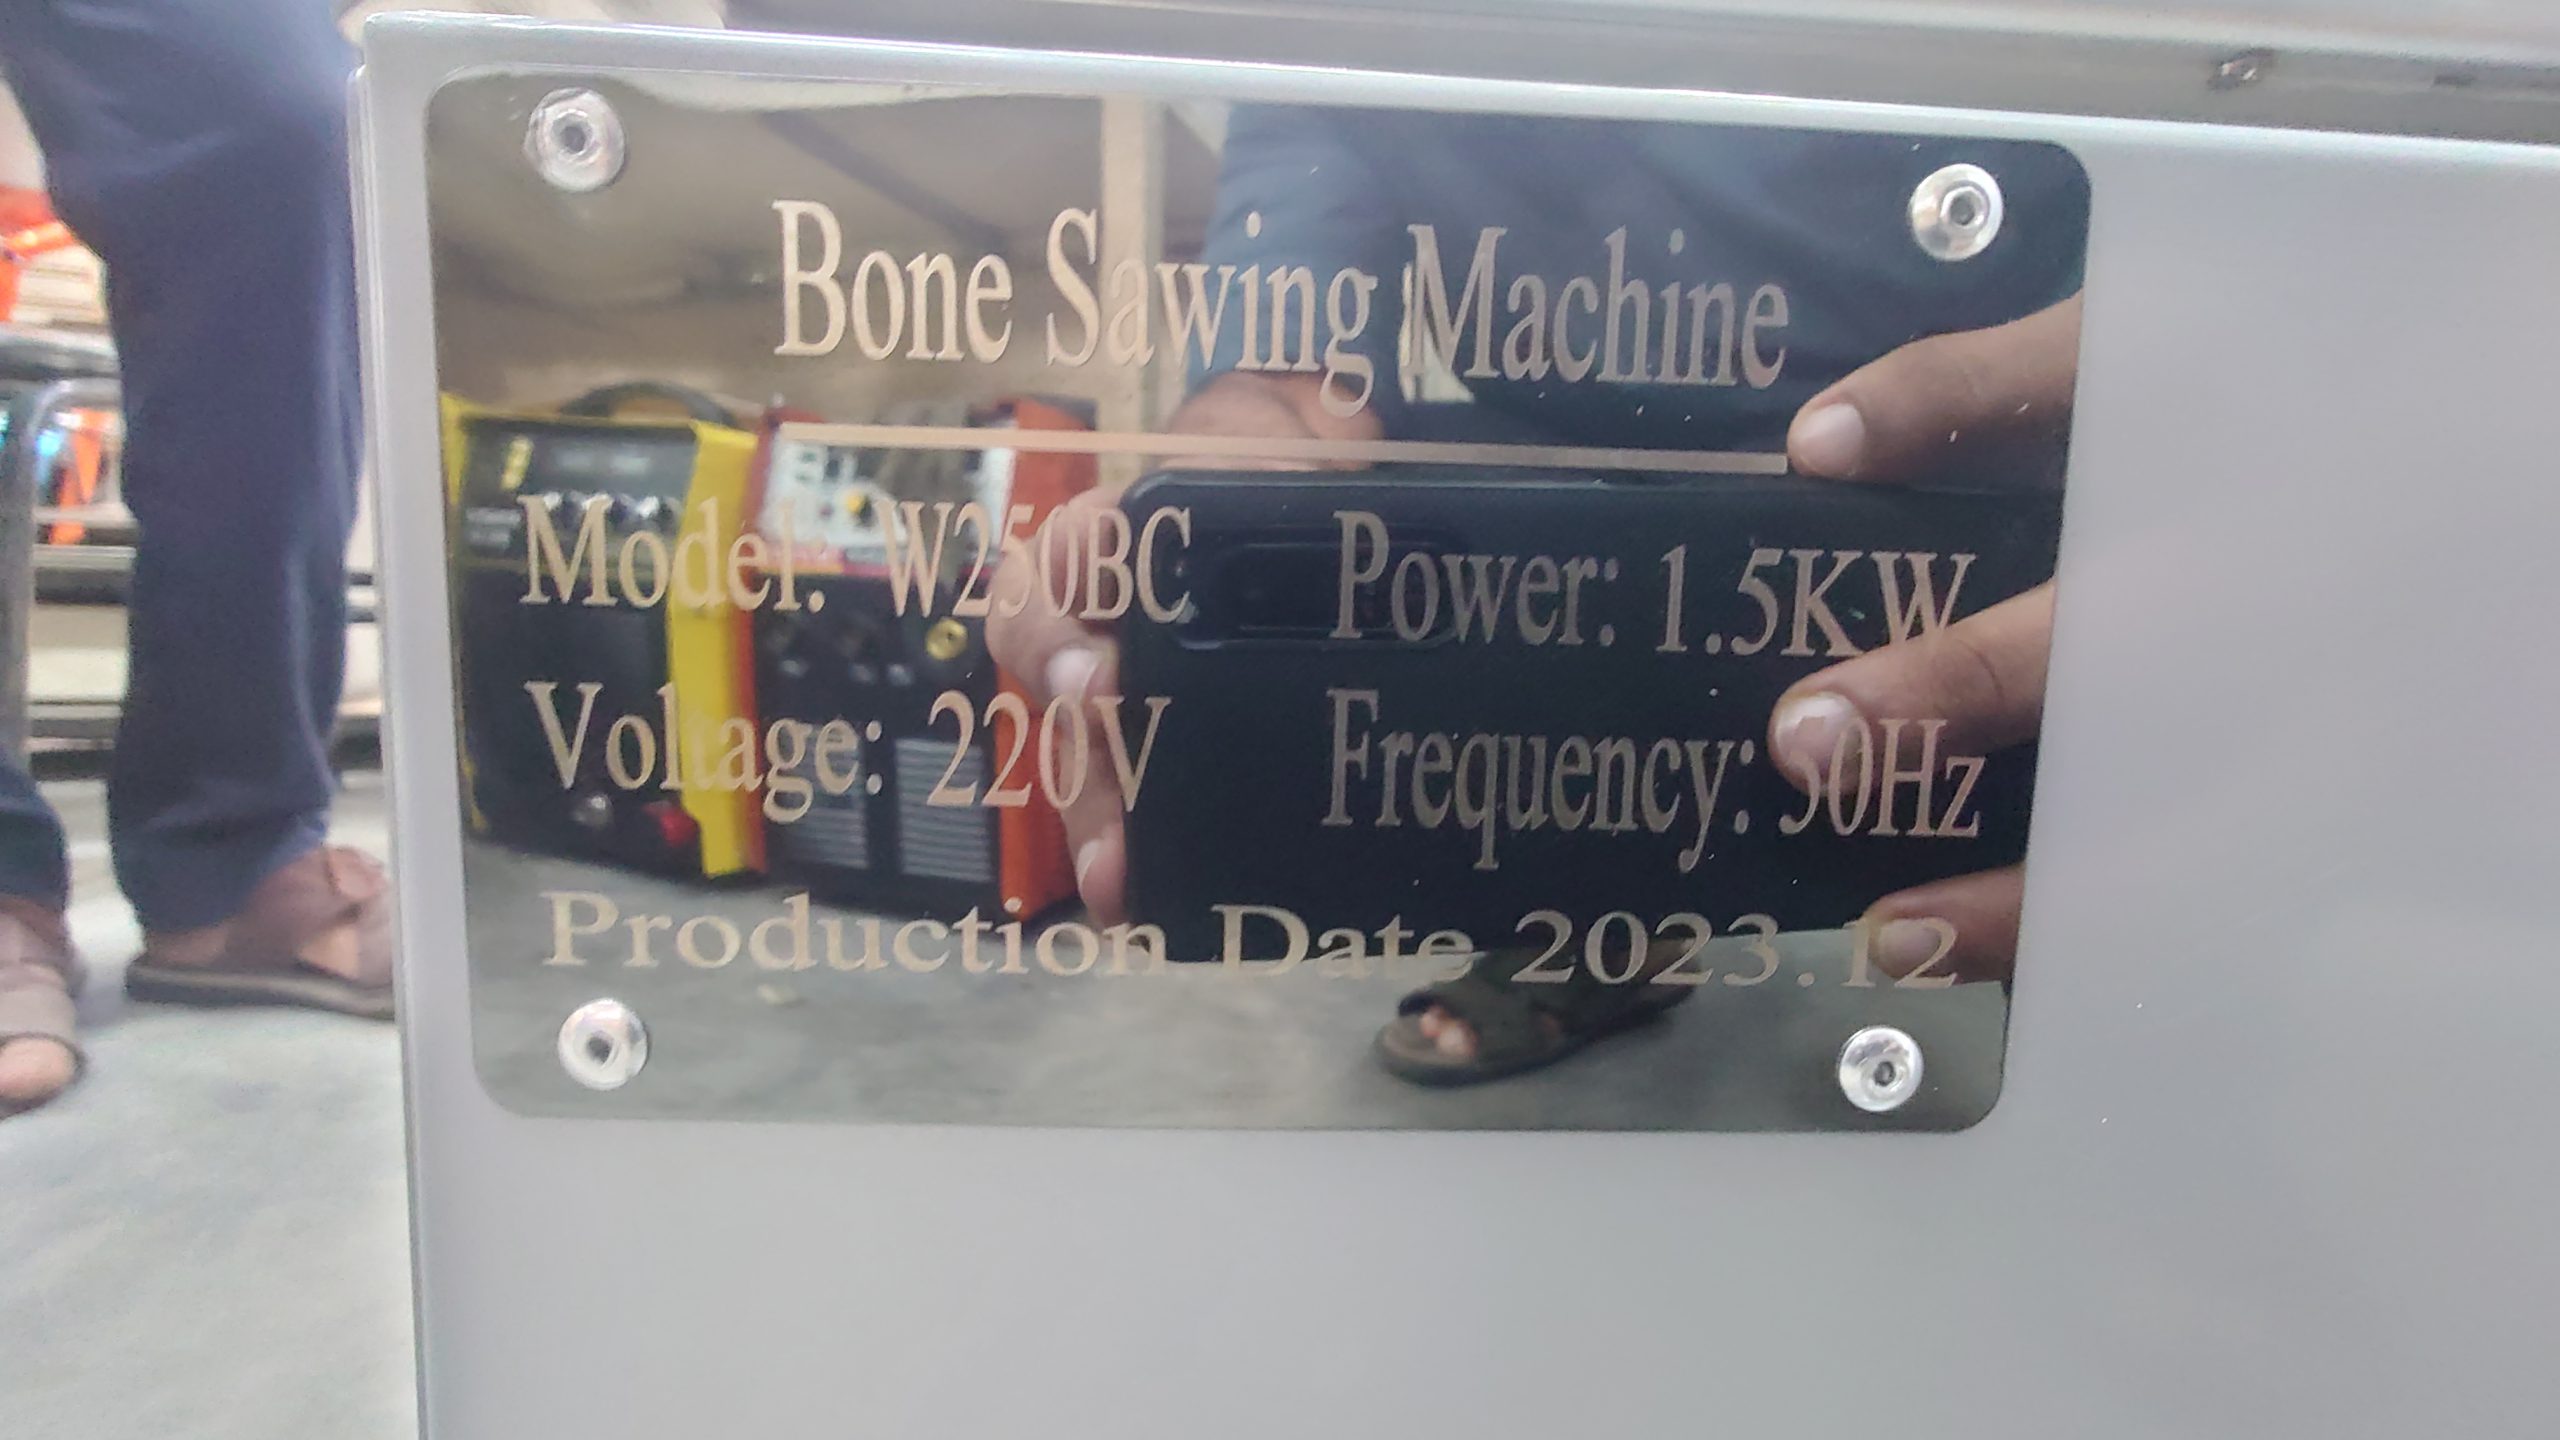 Bone Sawing Machine
Model: W250BC Power: 1.5KW
Voltage: 220V Frequency: 50Hz
Production Date 2023.12